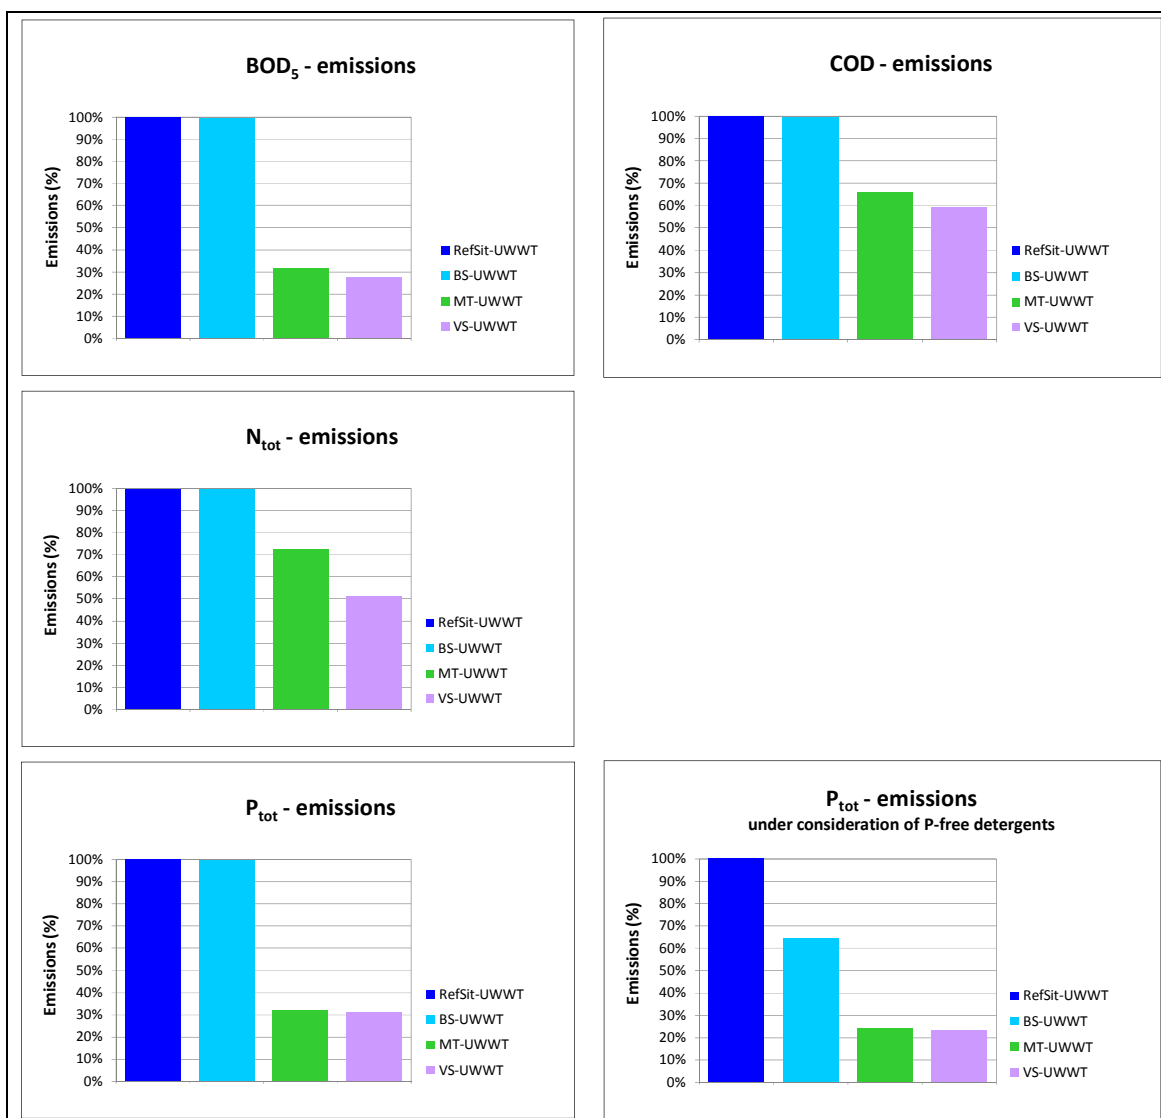 BOD5 - emissions
Emissions (%)
100%
90%
80%
70%
60%
50%
40%
30%
20%
10%
0%
RefSit-UWWT
BS-UWWT
MT-UWWT
VS-UWWT
COD - emissions
Emissions (%)
100%
90%
80%
70%
60%
50%
40%
30%
20%
10%
0%
RefSit-UWWT
BS-UWWT
MT-UWWT
VS-UWWT
Ntot - emissions
Emissions (%)
100%
90%
80%
70%
60%
50%
40%
30%
20%
10%
0%
RefSit-UWWT
BS-UWWT
MT-UWWT
VS-UWWT
Ptot - emissions
Emissions (%)
100%
90%
80%
70%
60%
50%
40%
30%
20%
10%
0%
RefSit-UWWT
BS-UWWT
MT-UWWT
VS-UWWT
Ptot - emissions
under consideration of P-free detergents
Emissions (%)
100%
90%
80%
70%
60%
50%
40%
30%
20%
10%
0%
RefSit-UWWT
BS-UWWT
MT-UWWT
VS-UWWT